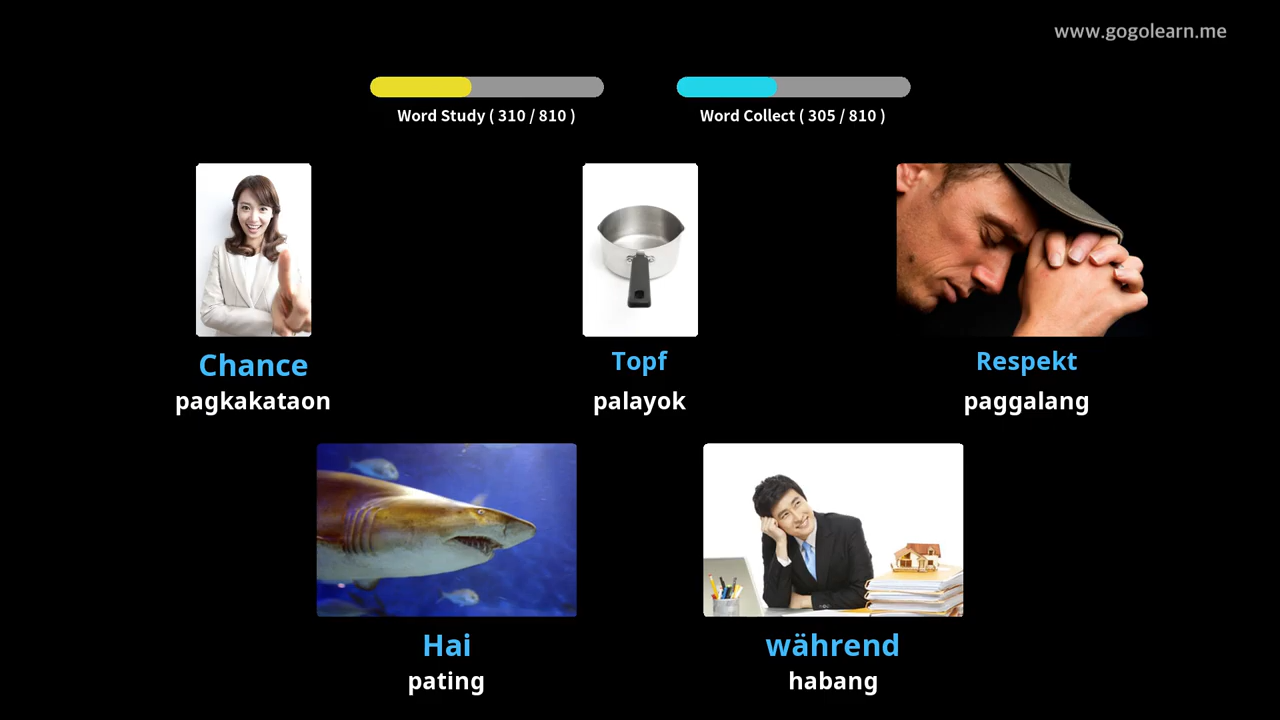 www.gogolearn.me
Word Study ( 310 / 810 )
Word Collect ( 305 / 810 )
Chance
pagkakataon
Topf
palayok
Respekt
paggalang
Hai
pating
während
habang